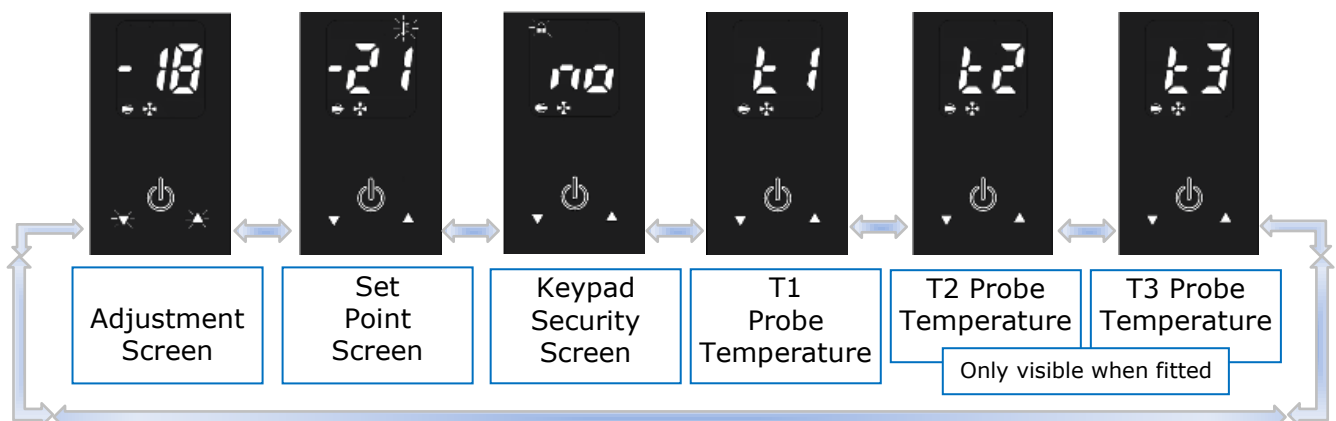 -18
-21
no
t1
t2
t3
Adjustment
Screen
Set
Point
Screen
Keypad
Security
Screen
T1
Probe
Temperature
T2 Probe
Temperature
T3 Probe
Temperature
Only visible when fitted